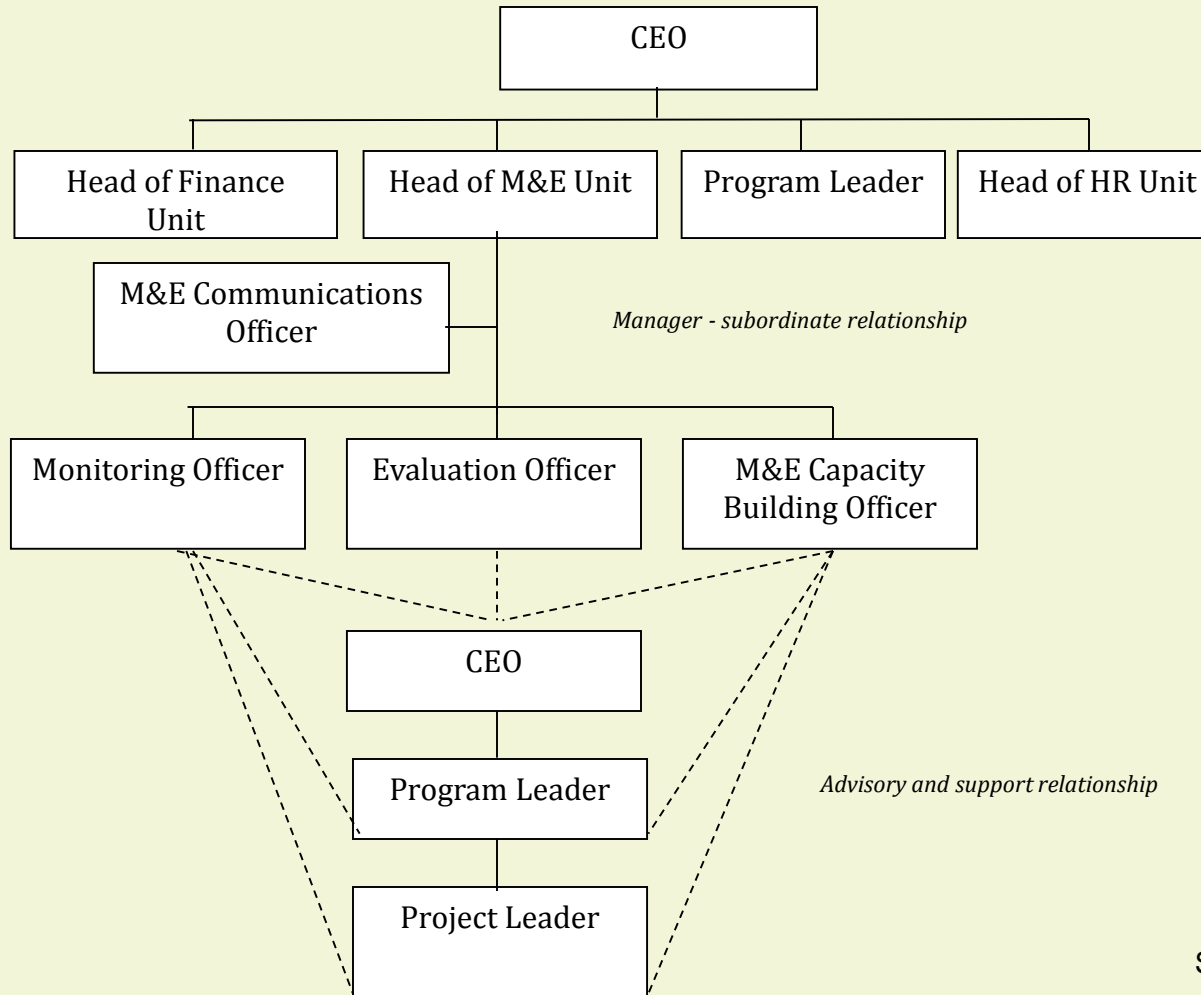 CEO
Head of Finance
Unit
Head of M&E Unit
Program Leader
Head of HR Unit
M&E Communications
Officer
Manager - subordinate relationship
Monitoring Officer
Evaluation Officer
M&E Capacity
Building Officer
CEO
Program Leader
Advisory and support relationship
Project Leader